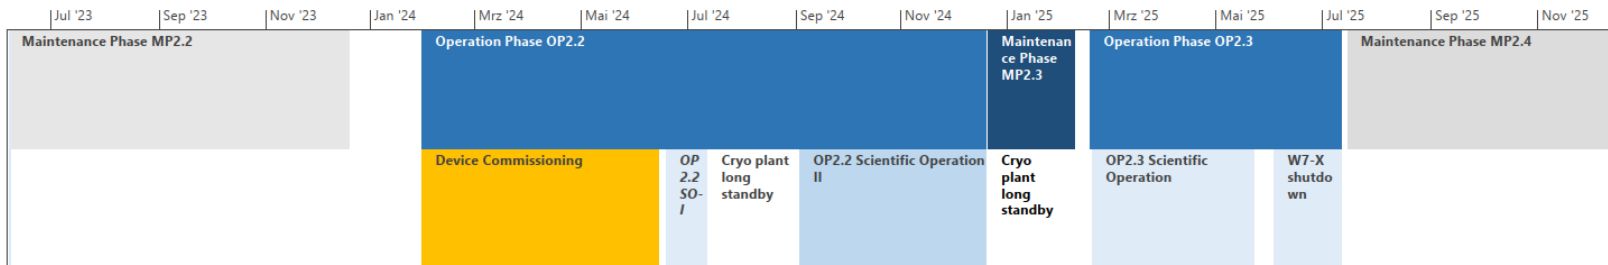 Jul '23 Sep '23 Nov '23 Jan '24 Mrz '24 Mai '24 Jul '24 Sep '24 Nov '24 Jan '25 Mrz '25 Mai '25 Jul '25 Sep '25 Nov '25
Maintenance Phase MP2.2
Operation Phase OP2.2
Maintenan
ce Phase
MP2.3
Operation Phase OP2.3
Maintenance Phase MP2.4
Device Commissioning
OP
2.2
SO-
I
Cryo plant
long
standby
OP2.2 Scientific Operation
II
Cryo
plant
long
standby
OP2.3 Scientific
Operation
W7-X
shutdo
wn